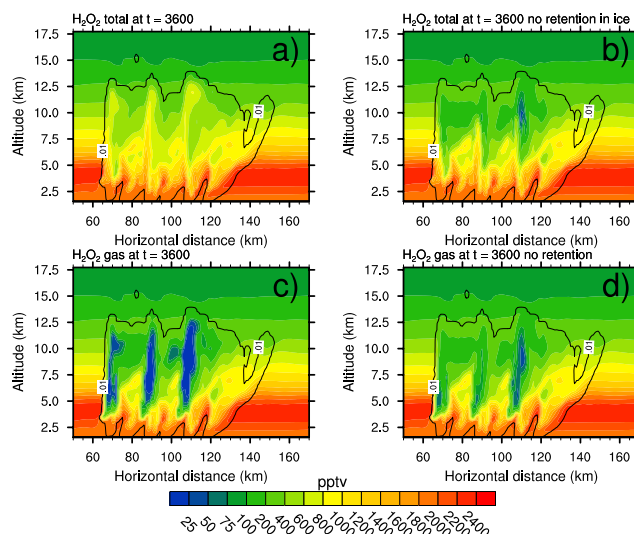 H₂O₂ total at t = 3600
H₂O₂ total at t = 3600 no retention in ice
a)
b)
17.5
15.0
12.5
10.0
7.5
5.0
2.5
Altitude (km)
.01
.01
60 80 100 120 140 160
Horizontal distance (km)
17.5
15.0
12.5
10.0
7.5
5.0
2.5
Altitude (km)
.01
.01
60 80 100 120 140 160
Horizontal distance (km)
H₂O₂ gas at t = 3600
H₂O₂ gas at t = 3600 no retention
c)
d)
17.5
15.0
12.5
10.0
7.5
5.0
2.5
Altitude (km)
.01
.01
60 80 100 120 140 160
Horizontal distance (km)
17.5
15.0
12.5
10.0
7.5
5.0
2.5
Altitude (km)
.01
.01
60 80 100 120 140 160
Horizontal distance (km)
pptv
25 50 75 100 200 400 600 800 1000 1200 1400 1600 1800 2000 2200 2400